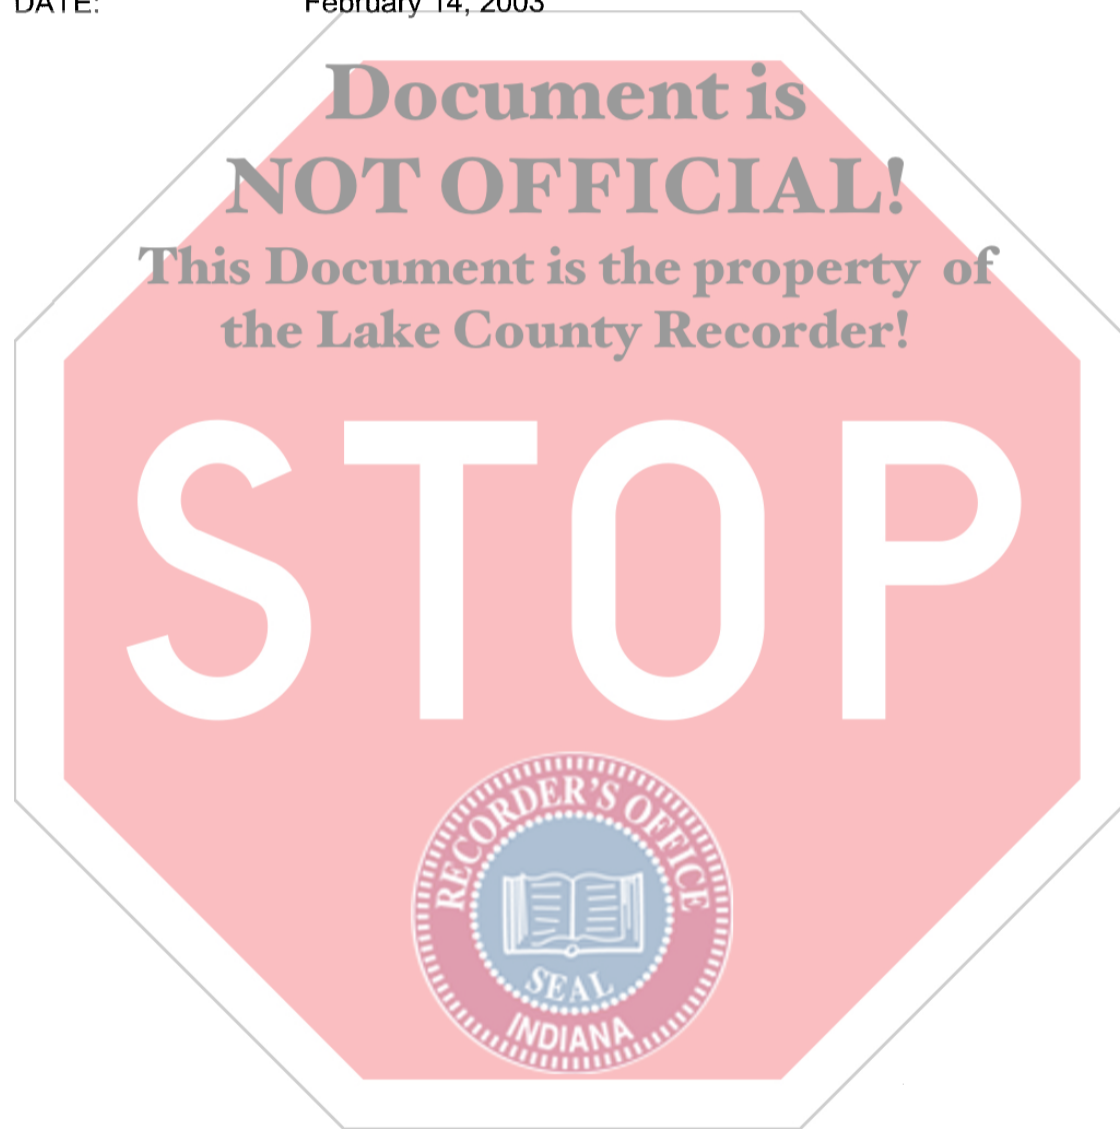 DATE: February 14, 2003
Document is
NOT OFFICIAL!
This Document is the property of
the Lake County Recorder!
STOP
RECORDER'S OFFICE
SEAL
INDIANA